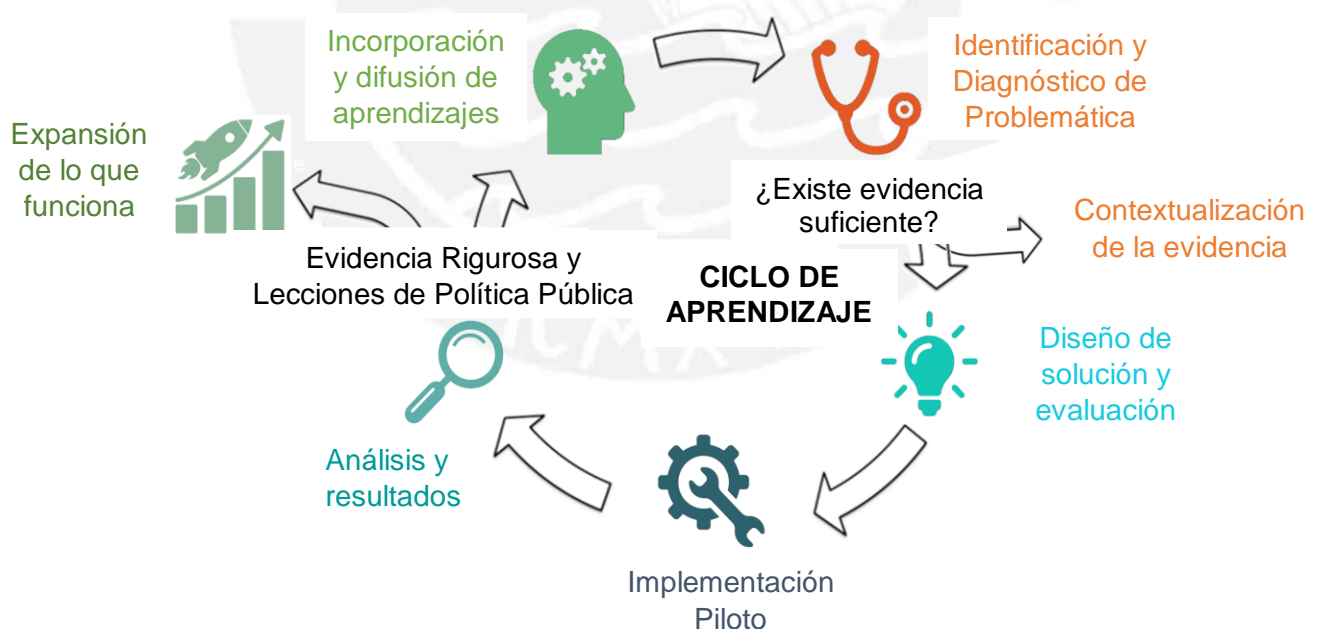 Incorporación
y difusión de
aprendizajes
Identificación y
Diagnóstico de
Problemática
Expansión
de lo que
funciona
¿Existe evidencia
suficiente?
Contextualización
de la evidencia
Evidencia Rigurosa y
Lecciones de Política Pública
CICLO DE
APRENDIZAJE
Diseño de
solución y
evaluación
Análisis y
resultados
Implementación
Piloto